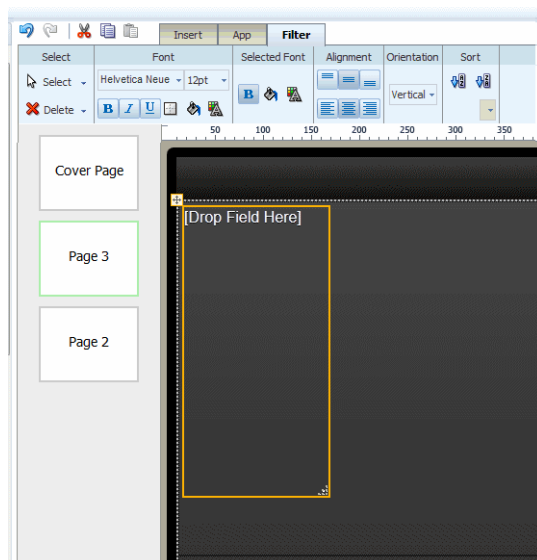 Insert App Filter
Select Font Selected Font Alignment Orientation Sort
Select Helvetica Neue 12pt
B Vertical
Delete B I U
50 100 150 200 250 300 350
Cover Page
[Drop Field Here]
Page 3
Page 2